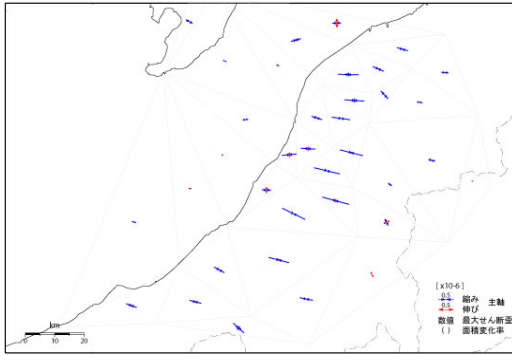 [ x10-6 ]
0.5
縮み 主軸
0.5
伸び
数値 最大せん断歪
( ) 面積変化率
km
0 10 20